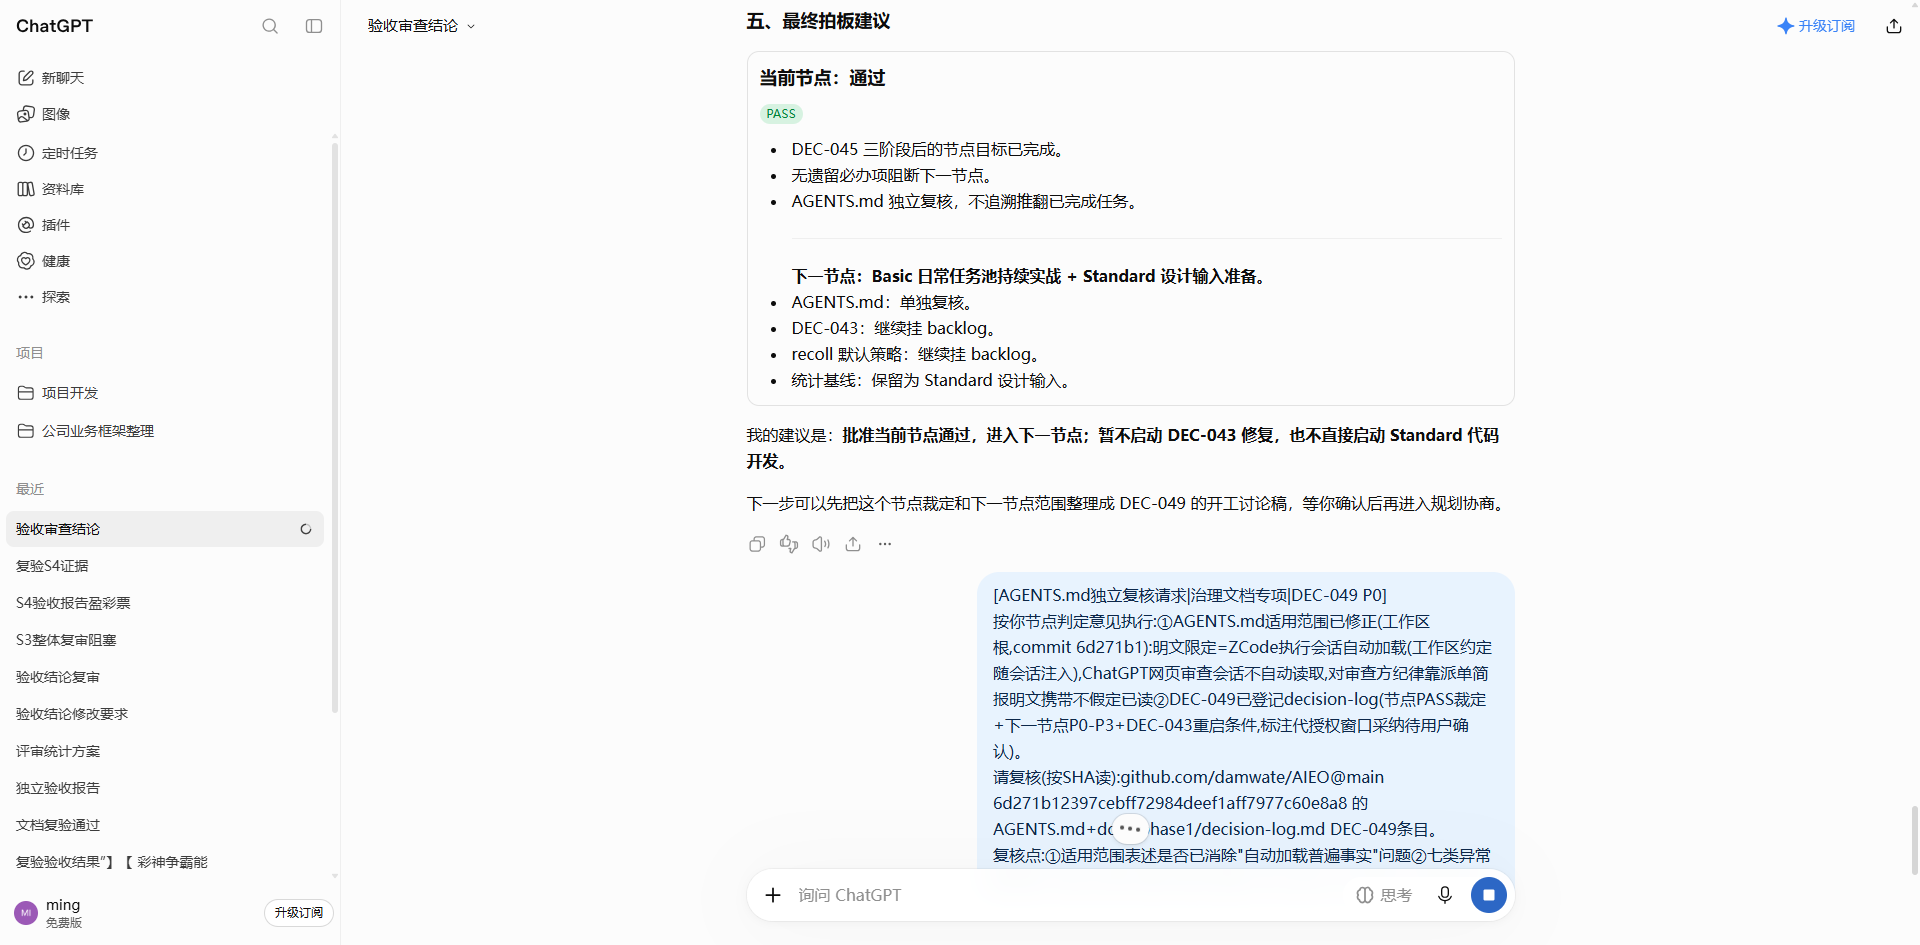 ChatGPT
新聊天
图像
定时任务
资料库
插件
健康
探索
项目
项目开发
公司业务框架整理
最近
验收审查结论
复验S4证据
S4验收报告盈彩票
S3整体复审阻塞
验收结论复审
验收结论修改要求
评审统计方案
独立验收报告
文档复验通过
复验验收结果”】【 彩神争霸能
MI
ming
免费版
升级订阅
验收审查结论
升级订阅
五、最终拍板建议
当前节点：通过
PASS
• DEC-045 三阶段后的节点目标已完成。
• 无遗留必办项阻断下一节点。
• AGENTS.md 独立复核，不追溯推翻已完成任务。
下一节点：Basic 日常任务池持续实战 + Standard 设计输入准备。
• AGENTS.md：单独复核。
• DEC-043：继续挂 backlog。
• recoll 默认策略：继续挂 backlog。
• 统计基线：保留为 Standard 设计输入。
我的建议是：批准当前节点通过，进入下一节点；暂不启动 DEC-043 修复，也不直接启动 Standard 代码
开发。
下一步可以先把这个节点裁定和下一节点范围整理成 DEC-049 的开工讨论稿，等你确认后再进入规划协商。
[AGENTS.md独立复核请求|治理文档专项|DEC-049 P0]
按你节点判定意见执行:①AGENTS.md适用范围已修正(工作区
根,commit 6d271b1):明文限定=ZCode执行会话自动加载(工作区约定
随会话注入),ChatGPT网页审查会话不自动读取,对审查方纪律靠派单简
报明文携带不假定已读②DEC-049已登记decision-log(节点PASS裁定
+下一节点P0-P3+DEC-043重启条件,标注代授权窗口采纳待用户确
认)。
请复核(按SHA读):github.com/damwate/AIEO@main
6d271b12397cebff72984deef1aff7977c60e8a8 的
AGENTS.md+do hase1/decision-log.md DEC-049条目。
复核点:①适用范围表述是否已消除"自动加载普遍事实"问题②七类异常
询问 ChatGPT
思考